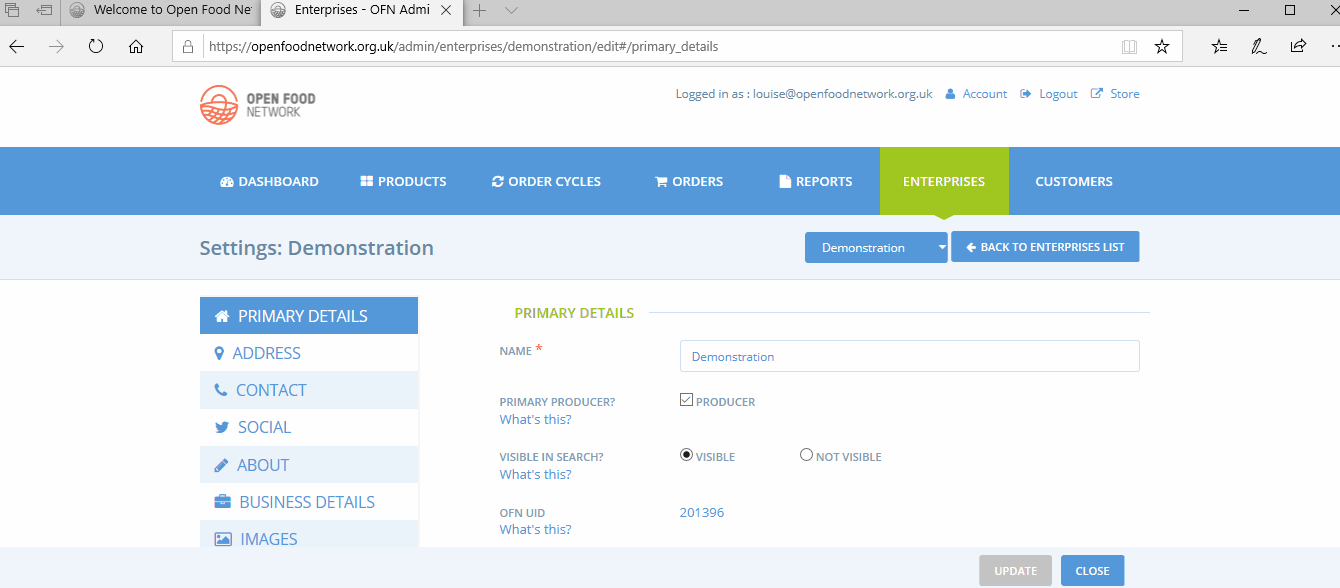 Welcome to Open Food Ne
Enterprises - OFN Admi
https://openfoodnetwork.org.uk/admin/enterprises/demonstration/edit#/primary_details
OPEN FOOD
NETWORK
Logged in as : louise@openfoodnetwork.org.uk Account Logout Store
DASHBOARD PRODUCTS ORDER CYCLES ORDERS REPORTS ENTERPRISES CUSTOMERS
Settings: Demonstration
Demonstration
BACK TO ENTERPRISES LIST
PRIMARY DETAILS
ADDRESS
CONTACT
SOCIAL
ABOUT
BUSINESS DETAILS
IMAGES
PRIMARY DETAILS
NAME *
Demonstration
PRIMARY PRODUCER?
What's this?
PRODUCER
VISIBLE IN SEARCH?
What's this?
VISIBLE NOT VISIBLE
OFN UID
What's this?
201396
UPDATE CLOSE